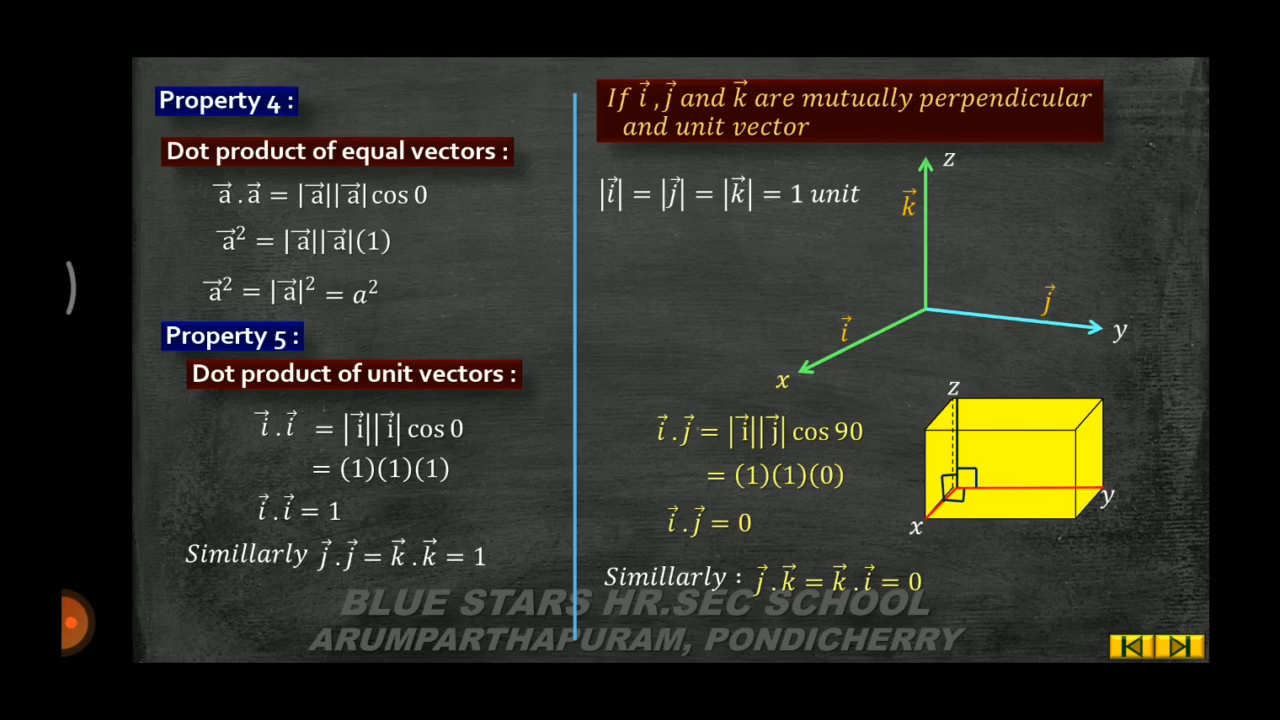 Property 4 :
Dot product of equal vectors :
a⃗ . a⃗ = |a⃗||a⃗| cos 0
a⃗² = |a⃗||a⃗|(1)
a⃗² = |a⃗|² = a²
Property 5 :
Dot product of unit vectors :
i⃗ . i⃗ = |i⃗||i⃗| cos 0
= (1)(1)(1)
i⃗ . i⃗ = 1
Simillarly j⃗ . j⃗ = k⃗ . k⃗ = 1
If i⃗ , j⃗ and k⃗ are mutually perpendicular
and unit vector
|i⃗| = |j⃗| = |k⃗| = 1 unit
z
k⃗
j⃗
y
i⃗
x
i⃗ . j⃗ = |i⃗||j⃗| cos 90
= (1)(1)(0)
i⃗ . j⃗ = 0
Simillarly : j⃗ . k⃗ = k⃗ . i⃗ = 0
z
y
x
BLUE STARS HR.SEC SCHOOL
ARUMPARTHAPURAM, PONDICHERRY